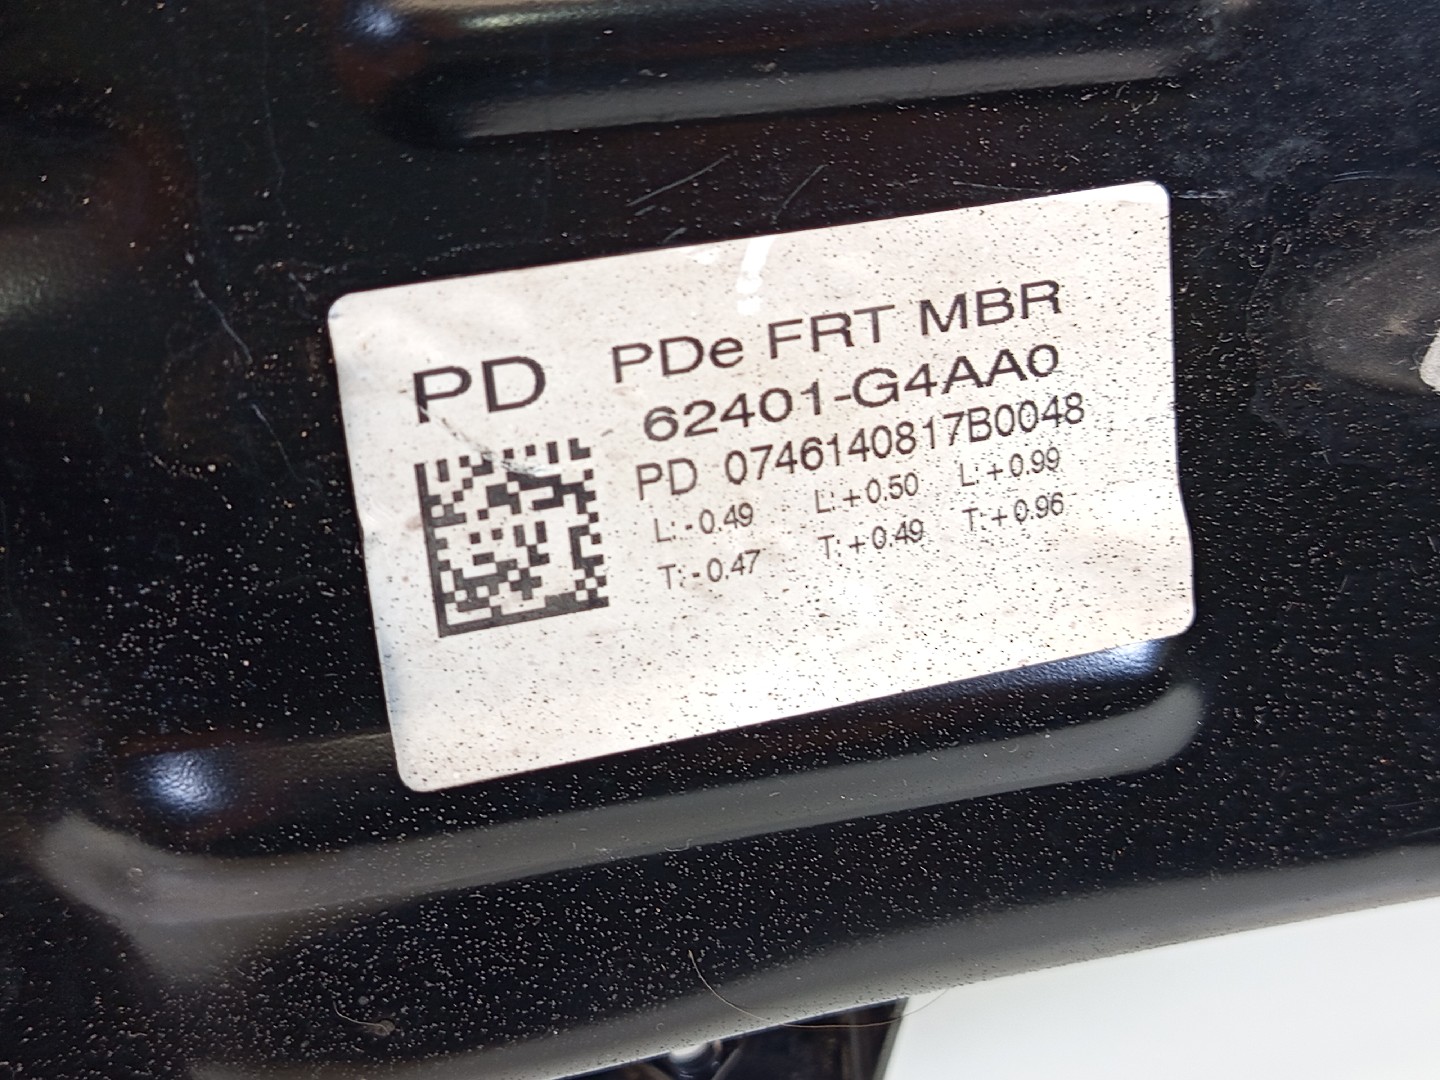 PD
PDe FRT MBR
62401-G4AA0
PD 0746140817B0048
L: -0.49 L: +0.50 L: +0.99
T: -0.47 T: +0.49 T: +0.96